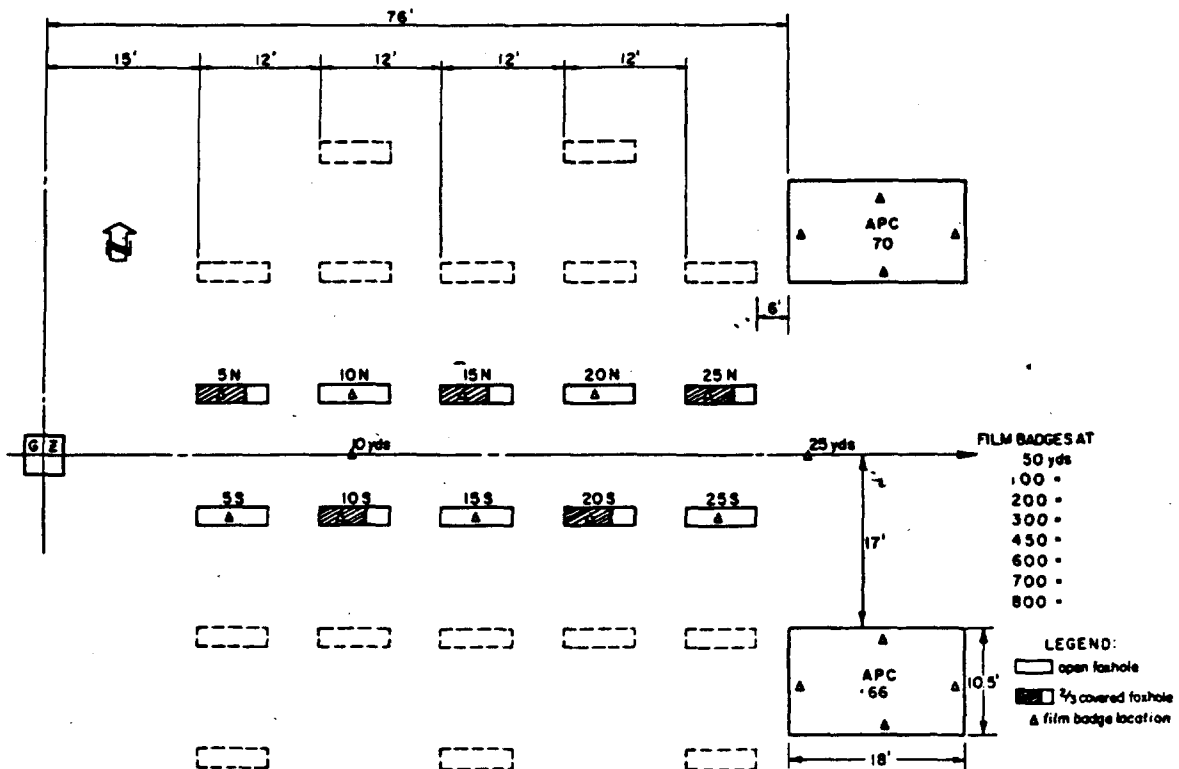 76'
15' 12' 12' 12' 12'
N
APC
70
6'
5N 10N 15N 20N 25N
G Z
10 yds 25 yds
FILM BADGES AT
50 yds
100 "
200 "
300 "
450 "
600 "
700 "
800 "
5S 10S 15S 20S 25S
17'
APC
66
10.5'
18'
LEGEND:
open foxhole
2/3 covered foxhole
film badge location